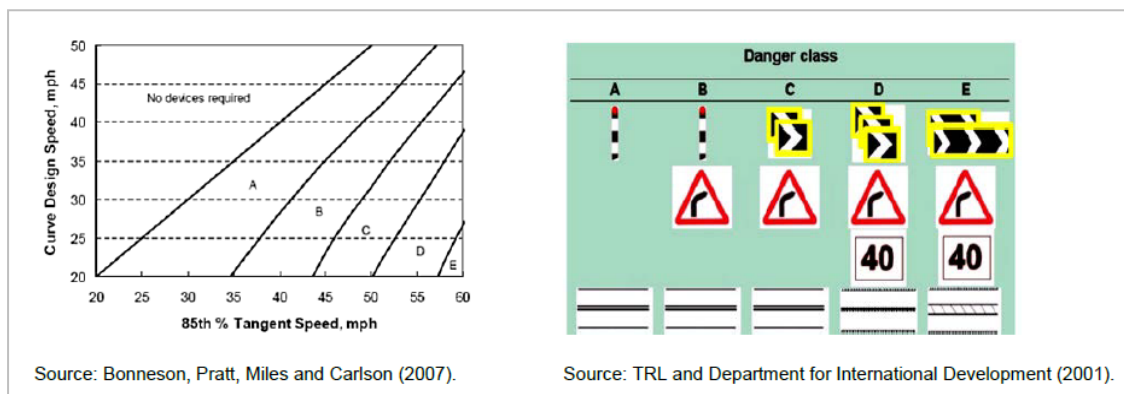 50
45
40
35
30
25
20
Curve Design Speed, mph
No devices required
A
B
C
D
E
20 25 30 35 40 45 50 55 60
85th % Tangent Speed, mph
Source: Bonneson, Pratt, Miles and Carlson (2007).
Danger class
A B C D E
40 40
Source: TRL and Department for International Development (2001).